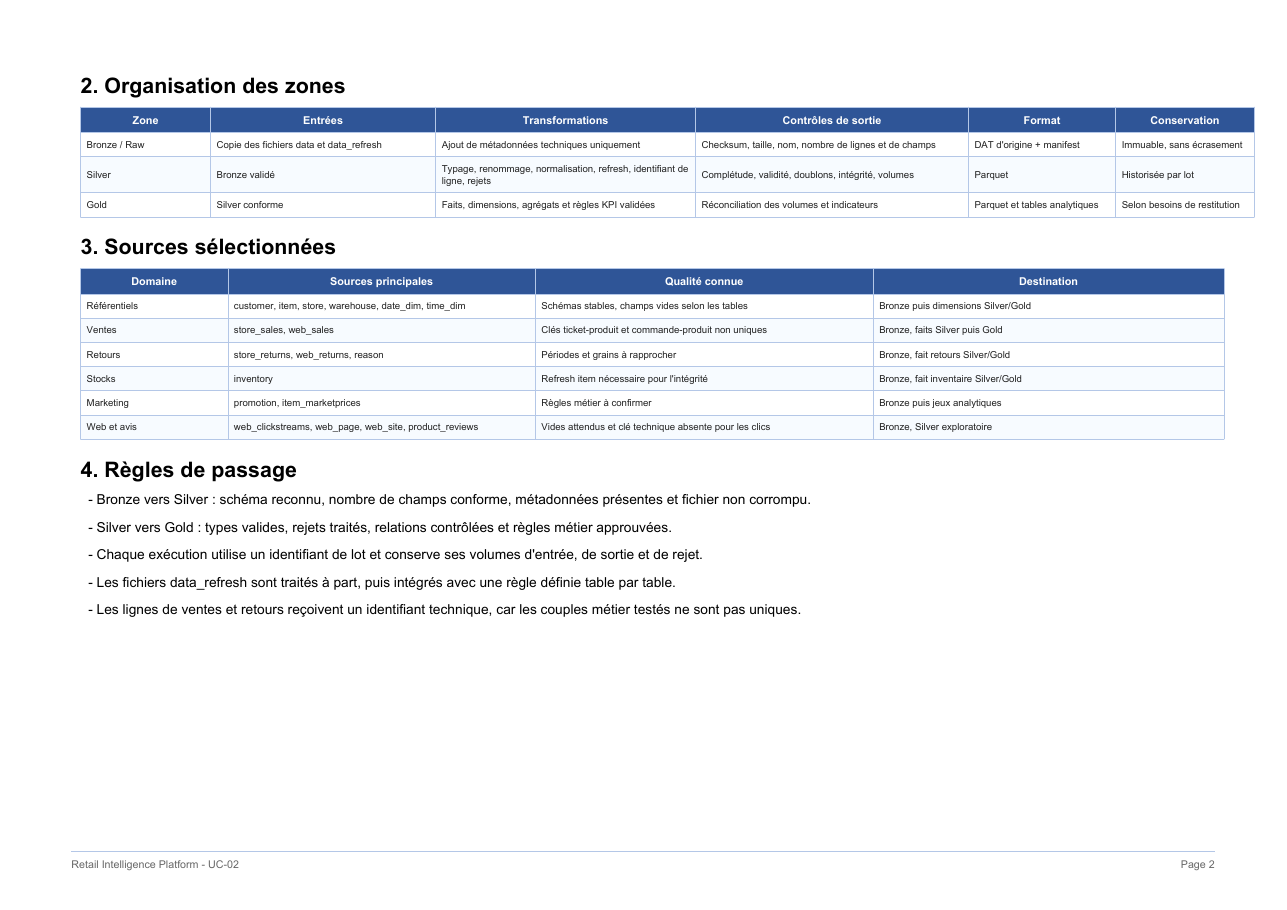 2. Organisation des zones
Zone Entrées Transformations Contrôles de sortie Format Conservation
Bronze / Raw Copie des fichiers data et data_refresh Ajout de métadonnées techniques uniquement Checksum, taille, nom, nombre de lignes et de champs DAT d'origine + manifest Immuable, sans écrasement
Silver Bronze validé Typage, renommage, normalisation, refresh, identifiant de ligne, rejets Complétude, validité, doublons, intégrité, volumes Parquet Historisée par lot
Gold Silver conforme Faits, dimensions, agrégats et règles KPI validées Réconciliation des volumes et indicateurs Parquet et tables analytiques Selon besoins de restitution
3. Sources sélectionnées
Domaine Sources principales Qualité connue Destination
Référentiels customer, item, store, warehouse, date_dim, time_dim Schémas stables, champs vides selon les tables Bronze puis dimensions Silver/Gold
Ventes store_sales, web_sales Clés ticket-produit et commande-produit non uniques Bronze, faits Silver puis Gold
Retours store_returns, web_returns, reason Périodes et grains à rapprocher Bronze, fait retours Silver/Gold
Stocks inventory Refresh item nécessaire pour l'intégrité Bronze, fait inventaire Silver/Gold
Marketing promotion, item_marketprices Règles métier à confirmer Bronze puis jeux analytiques
Web et avis web_clickstreams, web_page, web_site, product_reviews Vides attendus et clé technique absente pour les clics Bronze, Silver exploratoire
4. Règles de passage
- Bronze vers Silver : schéma reconnu, nombre de champs conforme, métadonnées présentes et fichier non corrompu.
- Silver vers Gold : types valides, rejets traités, relations contrôlées et règles métier approuvées.
- Chaque exécution utilise un identifiant de lot et conserve ses volumes d'entrée, de sortie et de rejet.
- Les fichiers data_refresh sont traités à part, puis intégrés avec une règle définie table par table.
- Les lignes de ventes et retours reçoivent un identifiant technique, car les couples métier testés ne sont pas uniques.
Retail Intelligence Platform - UC-02 Page 2